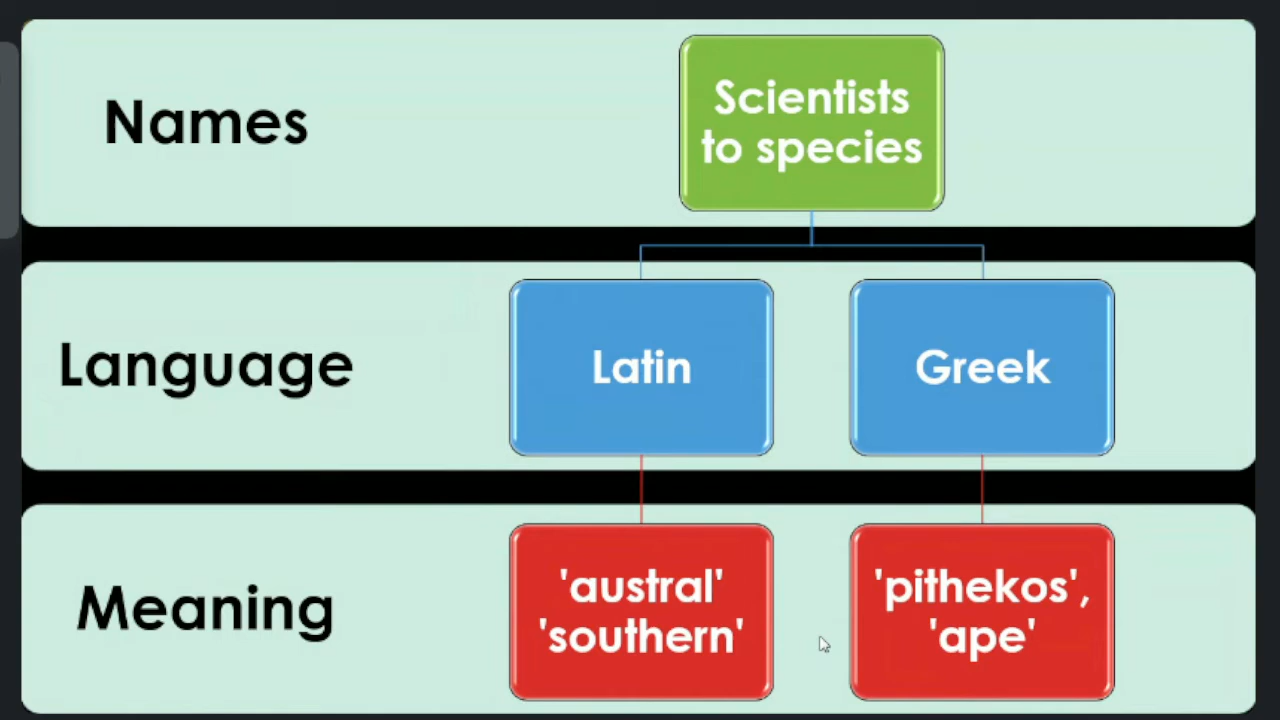 Names
Scientists
to species
Language
Latin
Greek
Meaning
'austral'
'southern'
'pithekos',
'ape'